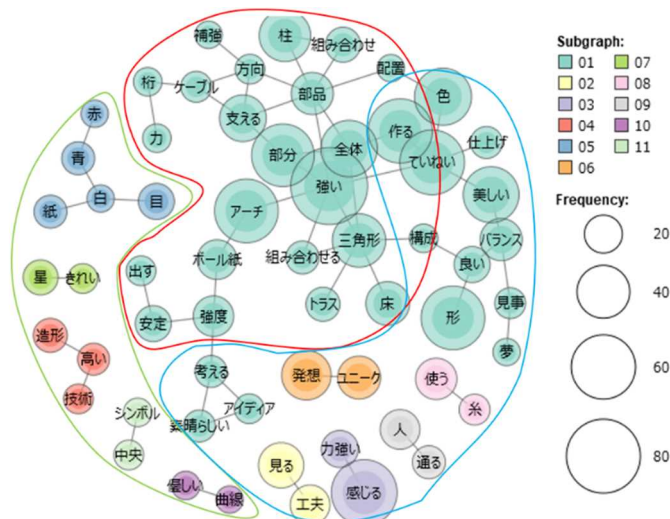 補強
柱
組み合わせ
方向
配置
桁
ケーブル
部品
色
力
支える
作る
部分
全体
ていねい
仕上げ
強い
美しい
アーチ
三角形
構成
バランス
ボール紙
組み合わせる
良い
出す
トラス
床
見事
安定
強度
形
夢
考える
アイディア
素晴らしい
発想
ユニーク
使う
糸
人
通る
力強い
感じる
見る
工夫
赤
青
紙
白
目
星
きれい
造形
高い
技術
シンボル
中央
優しい
曲線
Subgraph:
01 07
02 08
03 09
04 10
05 11
06
Frequency:
20
40
60
80